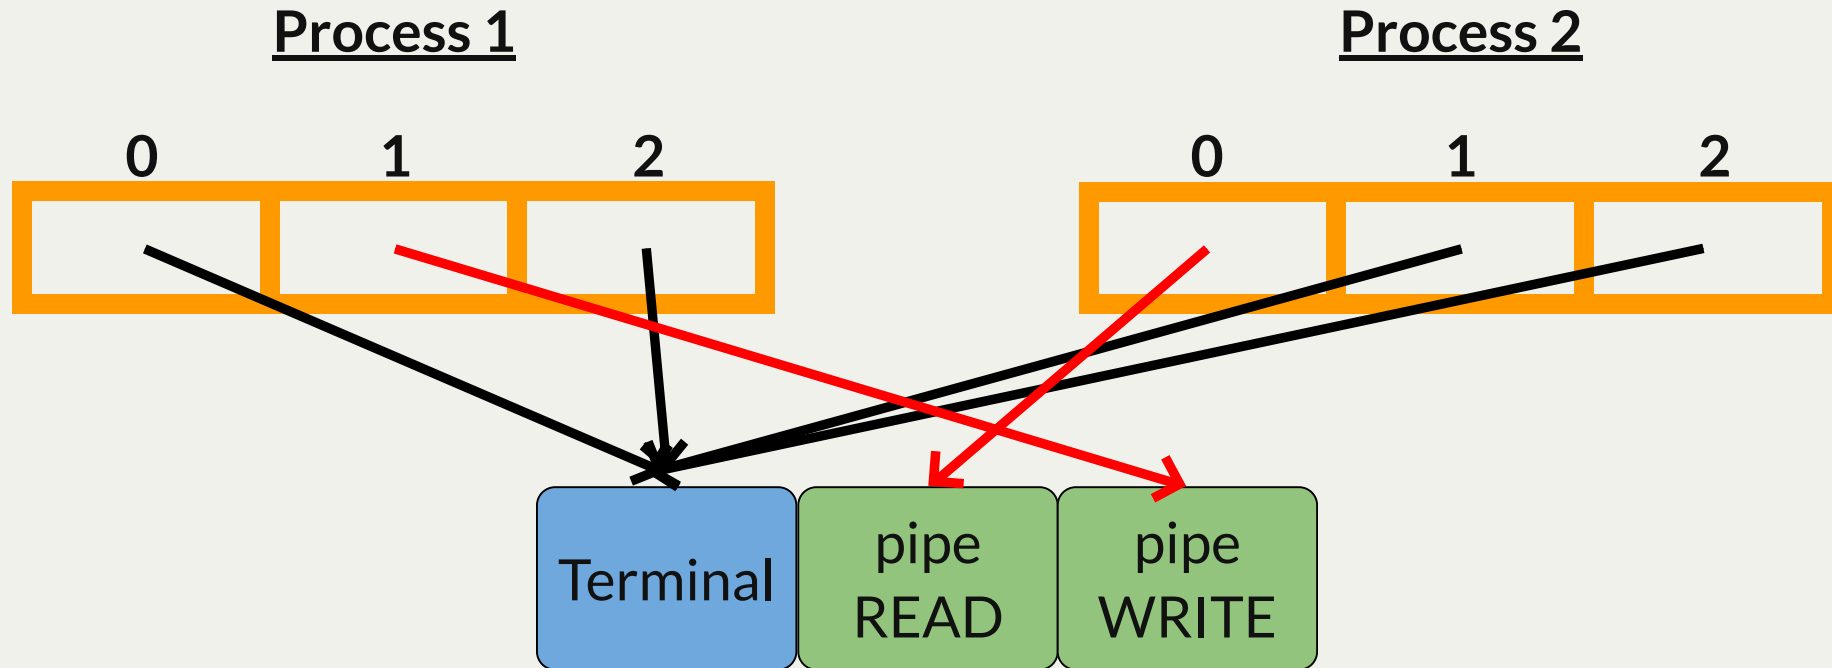 Process 1
Process 2
0 1 2
0 1 2
Terminal
pipe
READ
pipe
WRITE